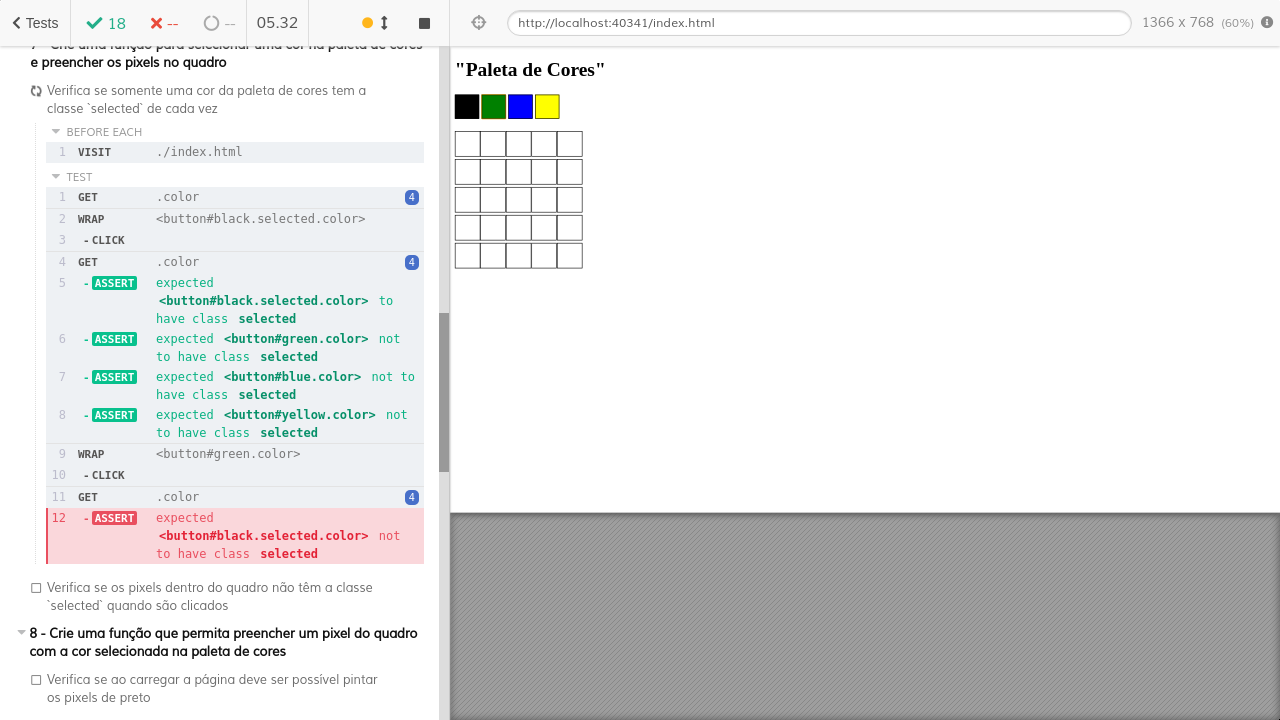 Tests 18 -- -- 05.32
http://localhost:40341/index.html 1366 x 768 (60%)
7 - Crie uma função para selecionar uma cor na paleta de cores
e preencher os pixels no quadro
Verifica se somente uma cor da paleta de cores tem a
classe `selected` de cada vez
BEFORE EACH
1 VISIT ./index.html
TEST
1 GET .color 4
2 WRAP <button#black.selected.color>
3 - CLICK
4 GET .color 4
5 - ASSERT expected
<button#black.selected.color> to
have class selected
6 - ASSERT expected <button#green.color> not
to have class selected
7 - ASSERT expected <button#blue.color> not to
have class selected
8 - ASSERT expected <button#yellow.color> not
to have class selected
9 WRAP <button#green.color>
10 - CLICK
11 GET .color 4
12 - ASSERT expected
<button#black.selected.color> not
to have class selected
Verifica se os pixels dentro do quadro não têm a classe
`selected` quando são clicados
8 - Crie uma função que permita preencher um pixel do quadro
com a cor selecionada na paleta de cores
Verifica se ao carregar a página deve ser possível pintar
os pixels de preto
"Paleta de Cores"